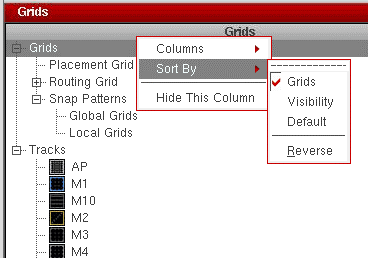 Grids
Grids
Grids
Placement Grid
Routing Grid
Snap Patterns
Global Grids
Local Grids
Tracks
AP
M1
M10
M2
M3
M4
Columns
Sort By
Hide This Column
Grids
Visibility
Default
Reverse